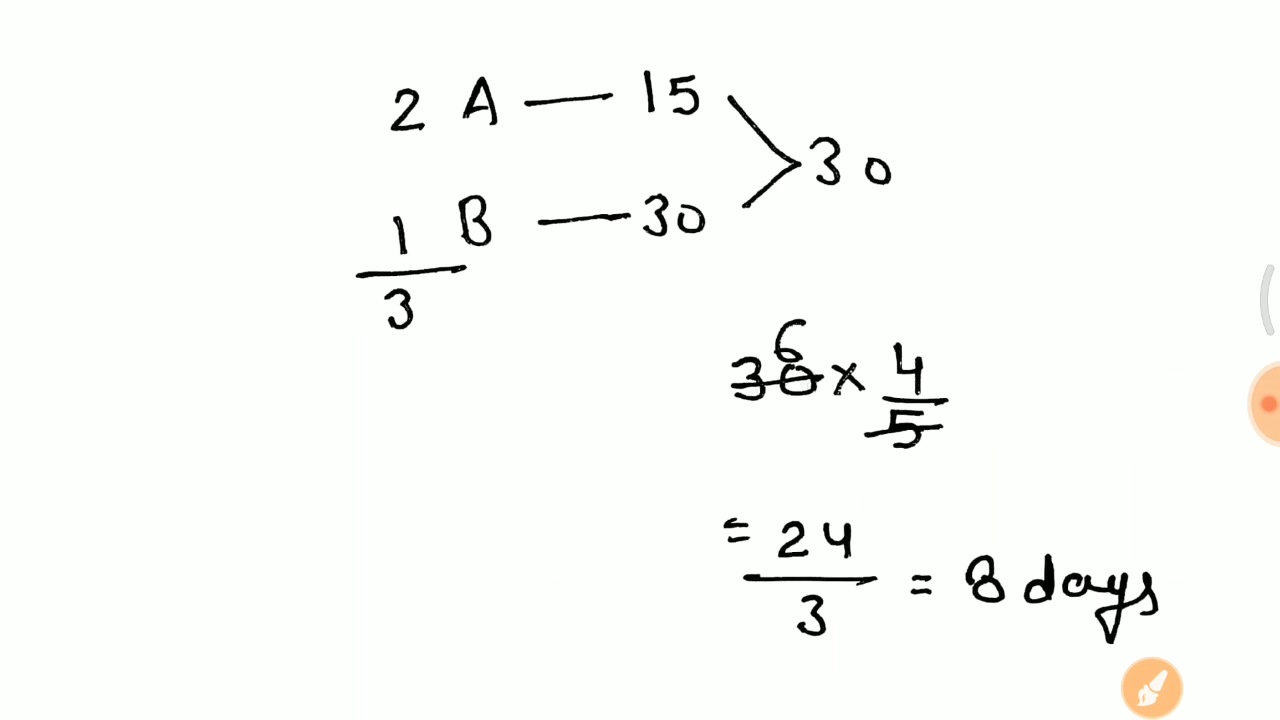 2 A — 15
30
1 B — 30
3
6
30 × 4/5
= 24/3 = 8 days